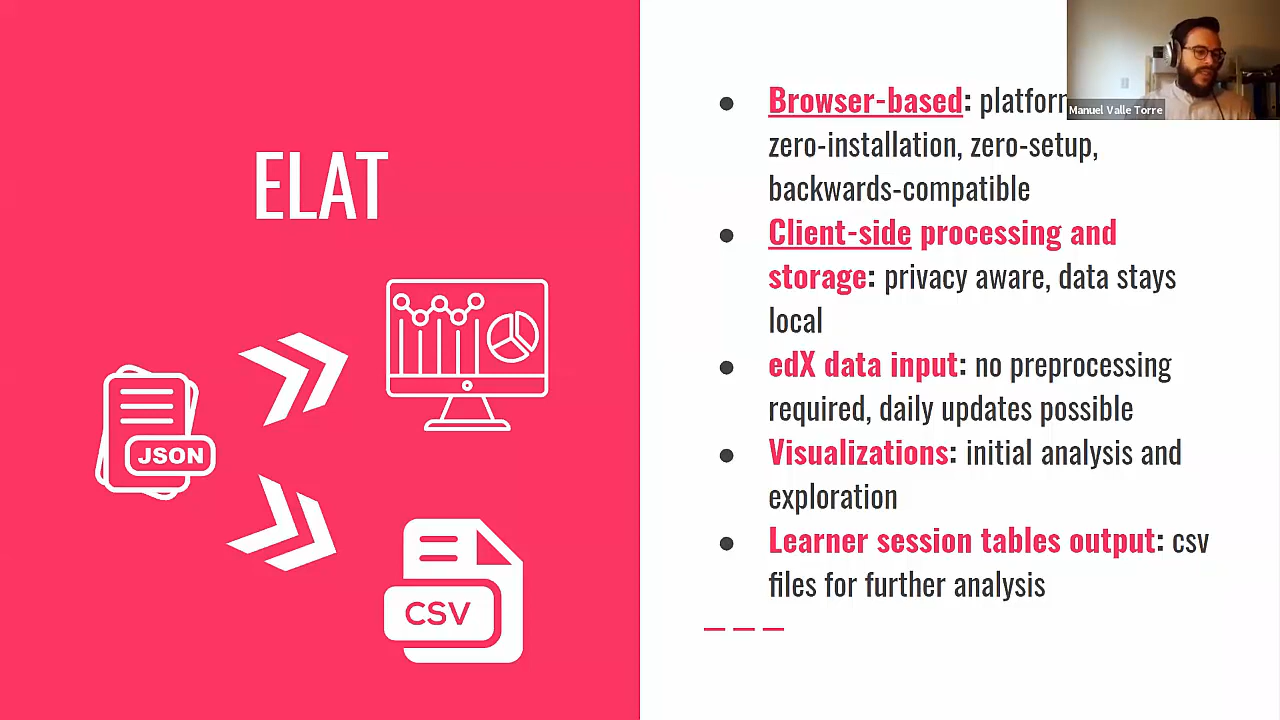 ELAT
JSON
CSV
Browser-based:
zero-installation, zero-setup,
backwards-compatible
Client-side processing and
storage: privacy aware, data stays
local
edX data input: no preprocessing
required, daily updates possible
Visualizations: initial analysis and
exploration
Learner session tables output: csv
files for further analysis
Manuel Valle Torre